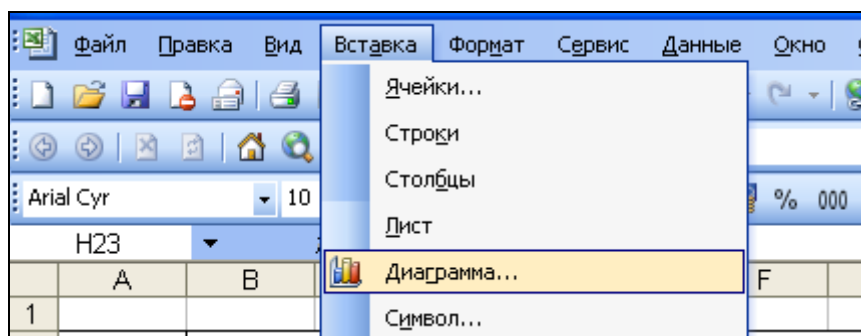 Файл Правка Вид Вставка Формат Сервис Данные Окно
Ячейки...
Строки
Столбцы
Arial Cyr 10 % 000
Лист
H23
Диаграмма...
A B F
1
Символ...